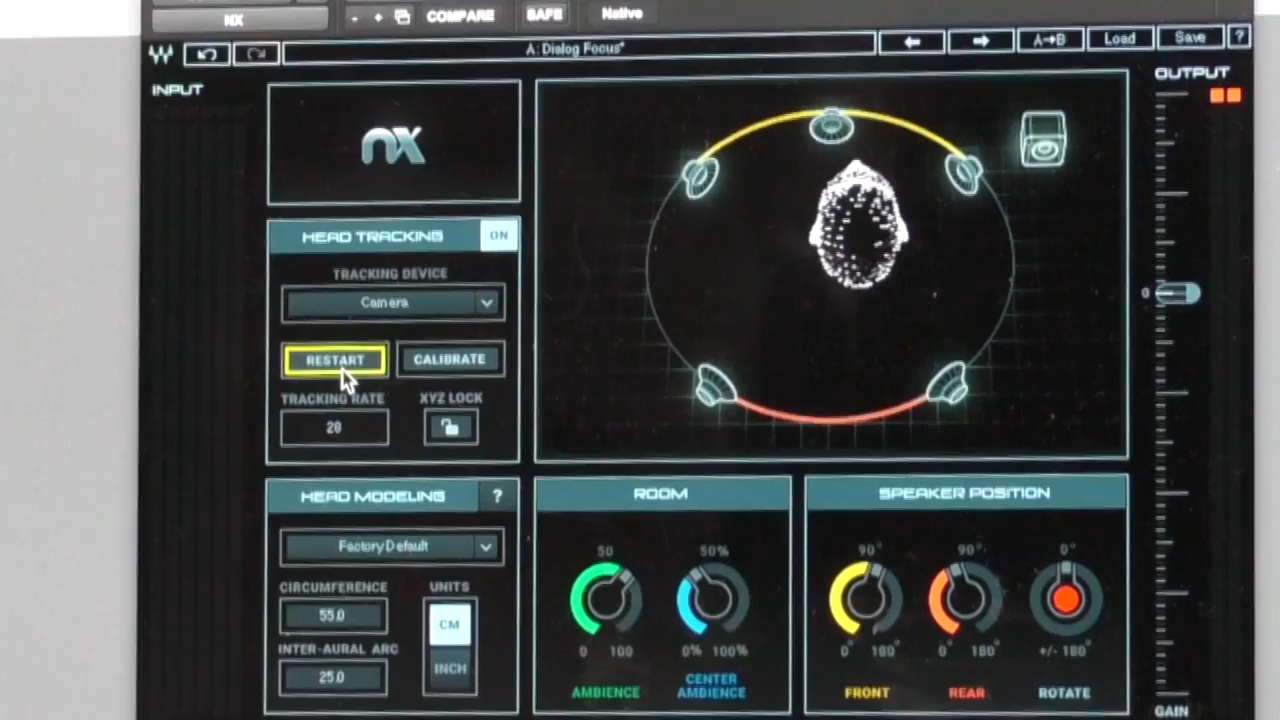 NX
- + COMPARE SAFE Native
A: Dialog Focus*
A→B Load Save ?
INPUT
OUTPUT
nx
HEAD TRACKING ON
TRACKING DEVICE
Camera
RESTART CALIBRATE
TRACKING RATE XYZ LOCK
28
0
HEAD MODELING ?
Factory Default
CIRCUMFERENCE UNITS
55.0
CM
INTER-AURAL ARC
25.0
INCH
ROOM
50 50%
0 100 0% 100%
AMBIENCE CENTER AMBIENCE
SPEAKER POSITION
90° 90° 0°
0° 180° 0° 180° +/- 180°
FRONT REAR ROTATE
GAIN